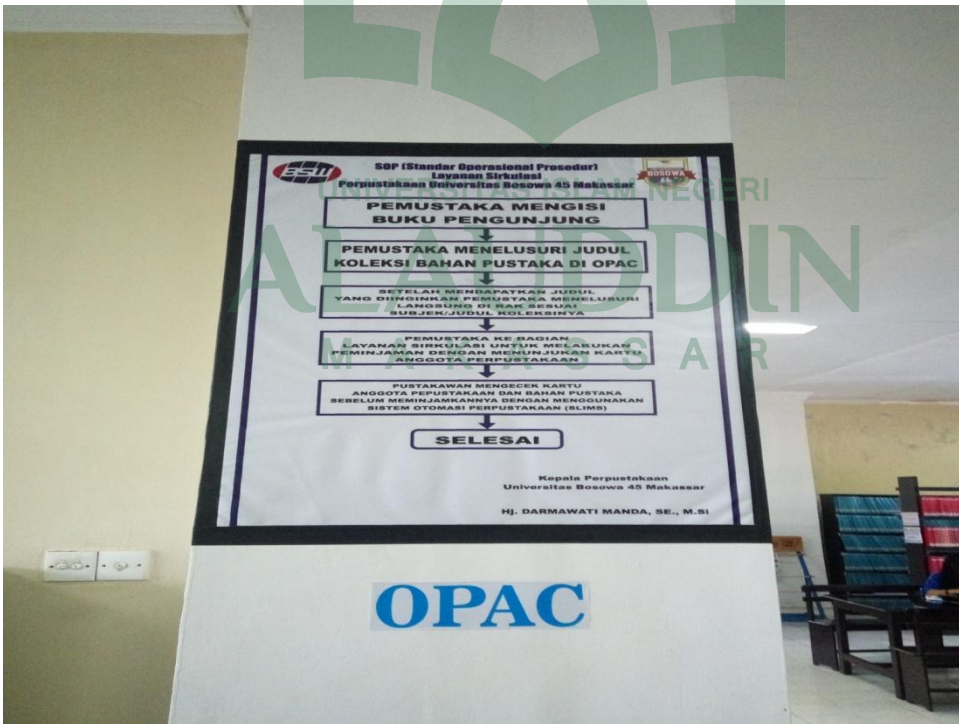 BSW
SOP (Standar Operasional Prosedur)
Layanan Sirkulasi
Perpustakaan Universitas Bosowa 45 Makassar
BOSOWA
UNIVERSITAS ISLAM NEGERI
PEMUSTAKA MENGISI
BUKU PENGUNJUNG
PEMUSTAKA MENELUSURI JUDUL
KOLEKSI BAHAN PUSTAKA DI OPAC
ALAUDDIN
SETELAH MENDAPATKAN JUDUL
YANG DIINGINKAN PEMUSTAKA MENELUSURI
LANGSUNG DI RAK SESUAI
SUBJEK/JUDUL KOLEKSINYA
PEMUSTAKA KE BAGIAN
LAYANAN SIRKULASI UNTUK MELAKUKAN
PEMINJAMAN DENGAN MENUNJUKAN KARTU
ANGGOTA PERPUSTAKAAN
MAKASSAR
PUSTAKAWAN MENGECEK KARTU
ANGGOTA PEPUSTAKAAN DAN BAHAN PUSTAKA
SEBELUM MEMINJAMKANNYA DENGAN MENGGUNAKAN
SISTEM OTOMASI PERPUSTAKAAN (SLIMS)
SELESAI
Kepala Perpustakaan
Universitas Bosowa 45 Makassar
Hj. DARMAWATI MANDA, SE., M.SI
OPAC